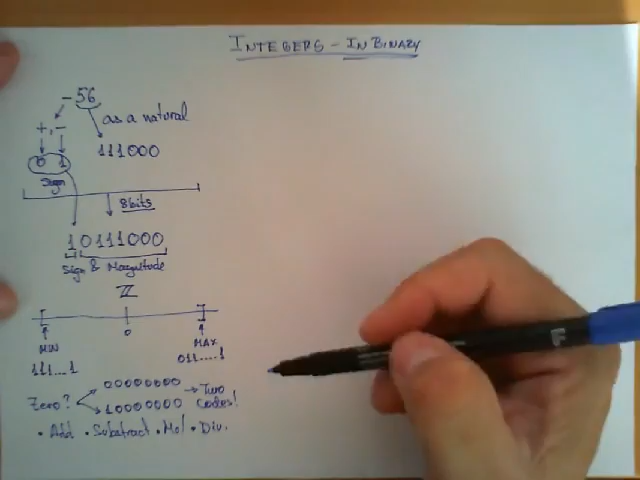 INTEGERS - IN BINARY
-56
as a natural
+, -
0 1
111000
Sign
8bits
10111000
Sign & Magnitude
ℤ
0
MIN
MAX
111...1
011....1
Zero?
00000000
10000000
Two
Codes!
• Add • Substract • Mul • Div.